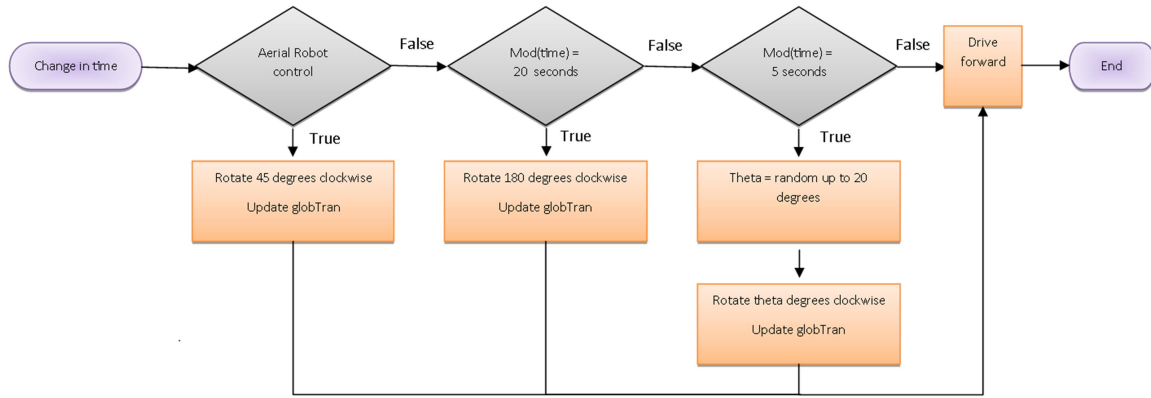 Change in time
Aerial Robot
control
False
Mod(time) =
20 seconds
False
Mod(time) =
5 seconds
False
Drive
forward
End
True
True
True
Rotate 45 degrees clockwise
Update globTran
Rotate 180 degrees clockwise
Update globTran
Theta = random up to 20
degrees
Rotate theta degrees clockwise
Update globTran